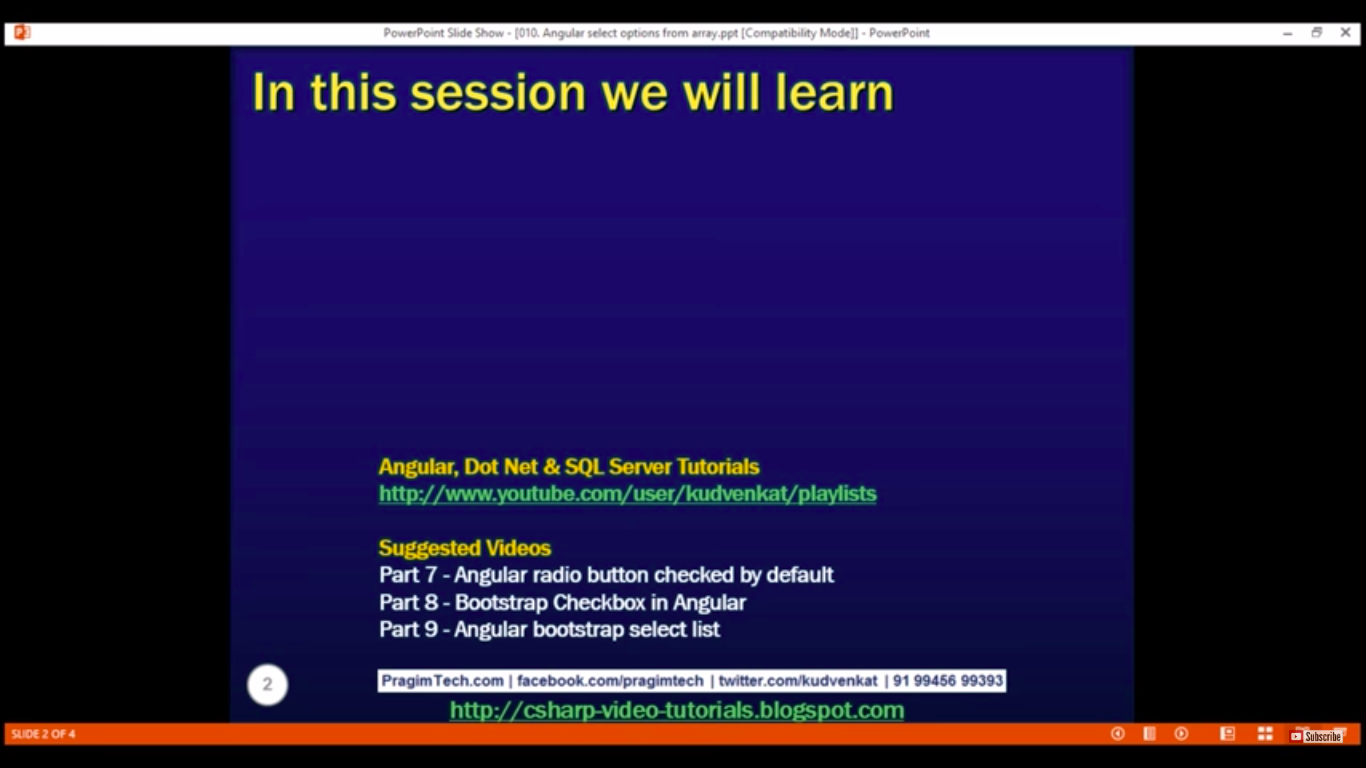 PowerPoint Slide Show - [010. Angular select options from array.ppt [Compatibility Mode]] - PowerPoint
In this session we will learn
Angular, Dot Net & SQL Server Tutorials
http://www.youtube.com/user/kudvenkat/playlists
Suggested Videos
Part 7 - Angular radio button checked by default
Part 8 - Bootstrap Checkbox in Angular
Part 9 - Angular bootstrap select list
2
PragimTech.com | facebook.com/pragimtech | twitter.com/kudvenkat | 91 99456 99393
http://csharp-video-tutorials.blogspot.com
SLIDE 2 OF 4
Subscribe